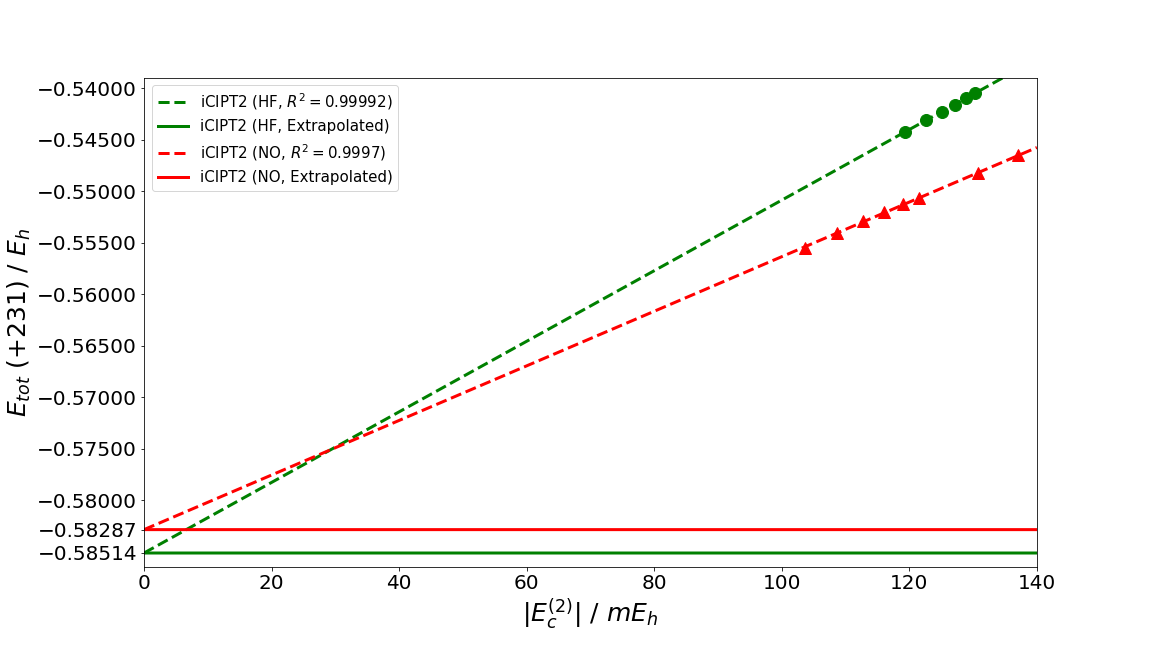 iCIPT2 (HF, R² = 0.99992)
iCIPT2 (HF, Extrapolated)
iCIPT2 (NO, R² = 0.9997)
iCIPT2 (NO, Extrapolated)
−0.54000
−0.54500
−0.55000
−0.55500
−0.56000
−0.56500
−0.57000
−0.57500
−0.58000
−0.58287
−0.58514
E_tot (+231) / E_h
0 20 40 60 80 100 120 140
|E_c^(2)| / mE_h